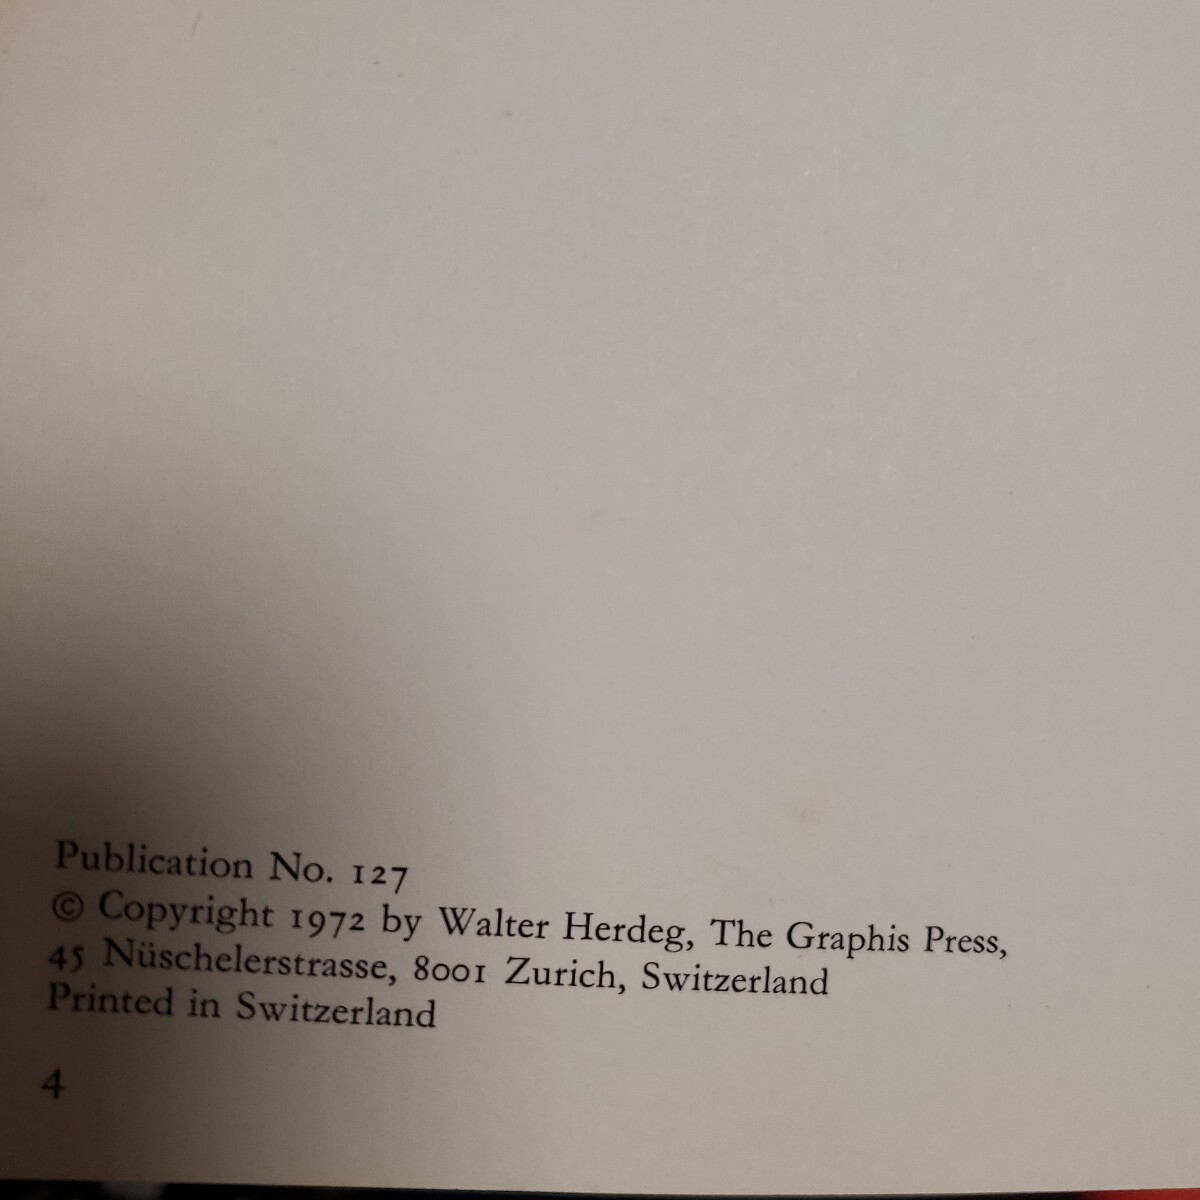 Publication No. 127
© Copyright 1972 by Walter Herdeg, The Graphis Press,
45 Nüschelerstrasse, 8001 Zurich, Switzerland
Printed in Switzerland
4